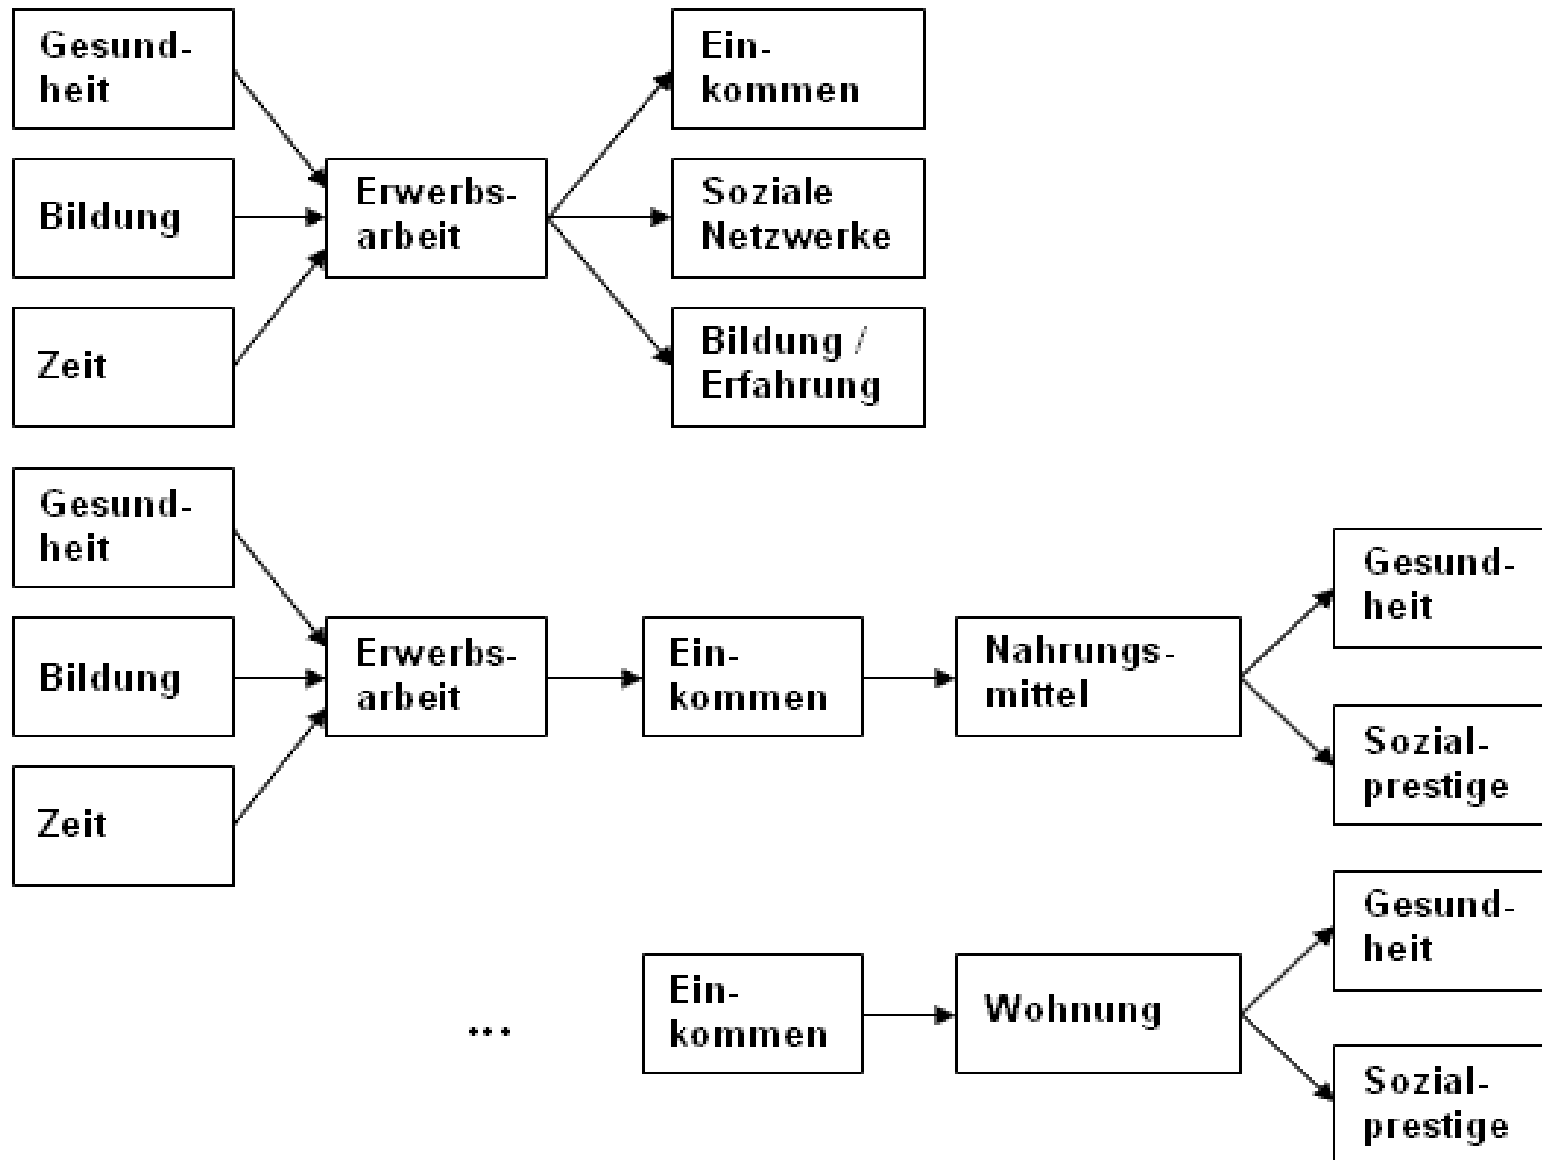 Gesund-
heit
Bildung
Zeit
Erwerbs-
arbeit
Ein-
kommen
Soziale
Netzwerke
Bildung /
Erfahrung
Gesund-
heit
Bildung
Zeit
Erwerbs-
arbeit
Ein-
kommen
Nahrungs-
mittel
Gesund-
heit
Sozial-
prestige
...
Ein-
kommen
Wohnung
Gesund-
heit
Sozial-
prestige